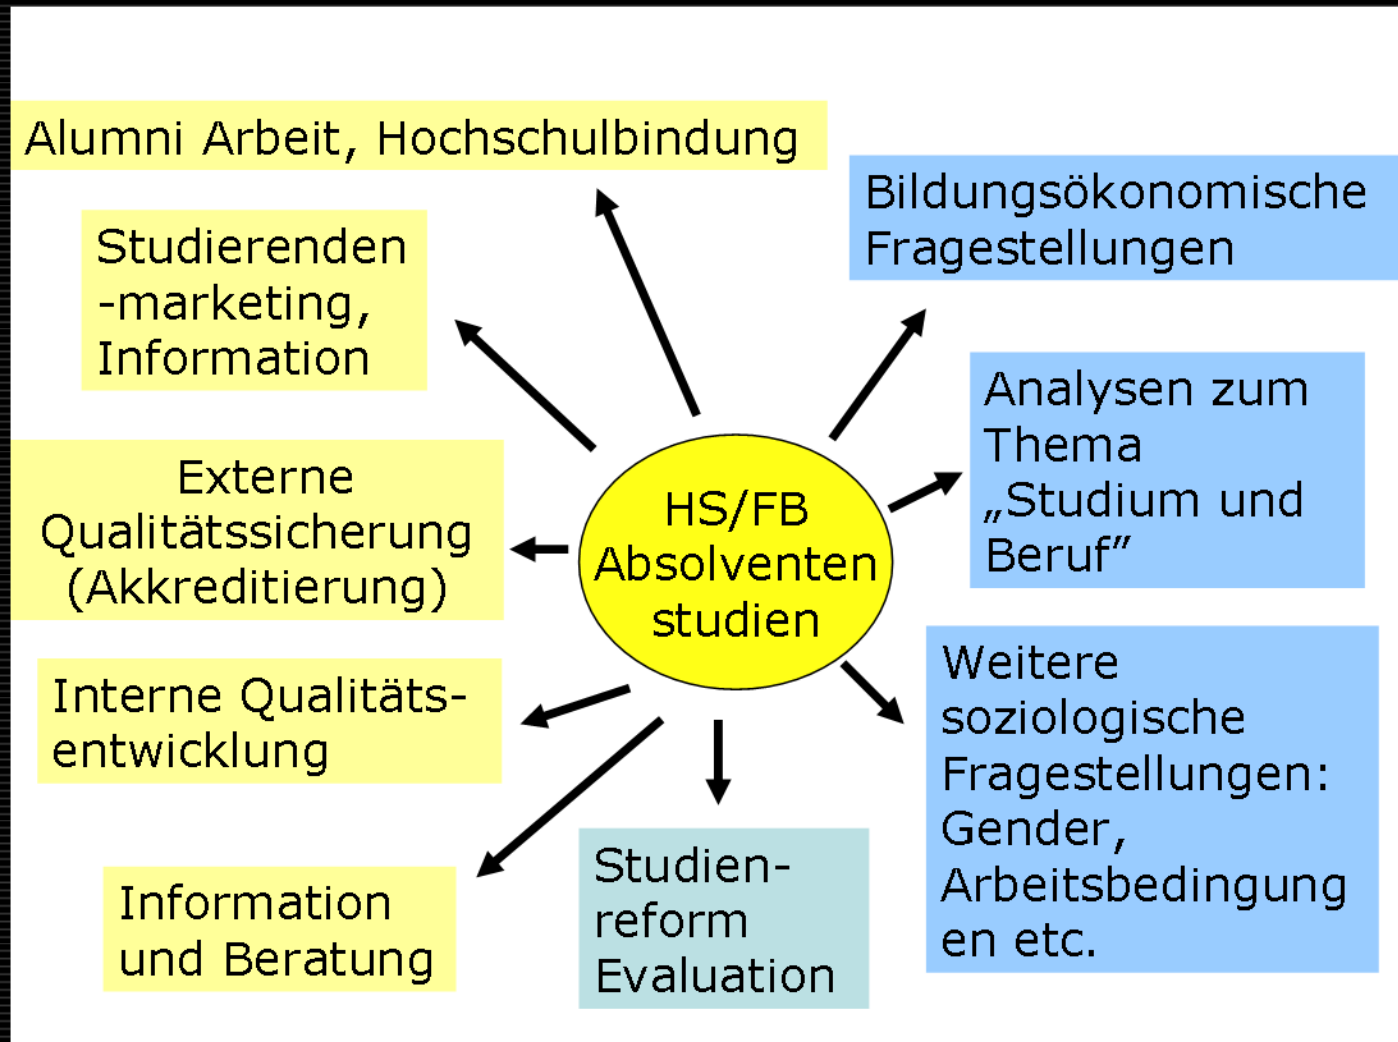 Alumni Arbeit, Hochschulbindung
Bildungsökonomische
Fragestellungen
Studierenden
-marketing,
Information
Analysen zum
Thema
„Studium und
Beruf”
Externe
Qualitätssicherung
(Akkreditierung)
HS/FB
Absolventen
studien
Interne Qualitäts-
entwicklung
Weitere
soziologische
Fragestellungen:
Gender,
Arbeitsbedingung
en etc.
Information
und Beratung
Studien-
reform
Evaluation